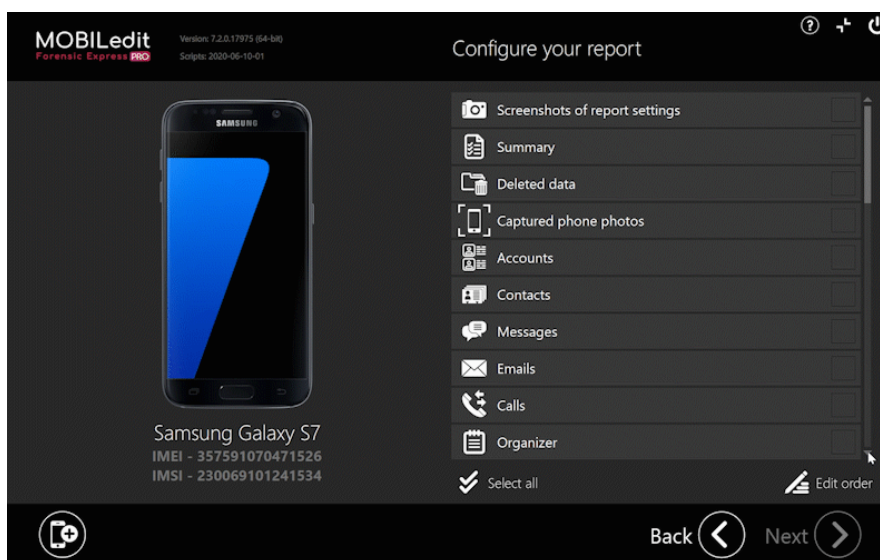 MOBILedit
Forensic Express PRO
Version: 7.2.0.17975 (64-bit)
Scripts: 2020-06-10-01
Configure your report
SAMSUNG
Samsung Galaxy S7
IMEI - 357591070471526
IMSI - 230069101241534
Screenshots of report settings
Summary
Deleted data
Captured phone photos
Accounts
Contacts
Messages
Emails
Calls
Organizer
Select all
Edit order
Back
Next